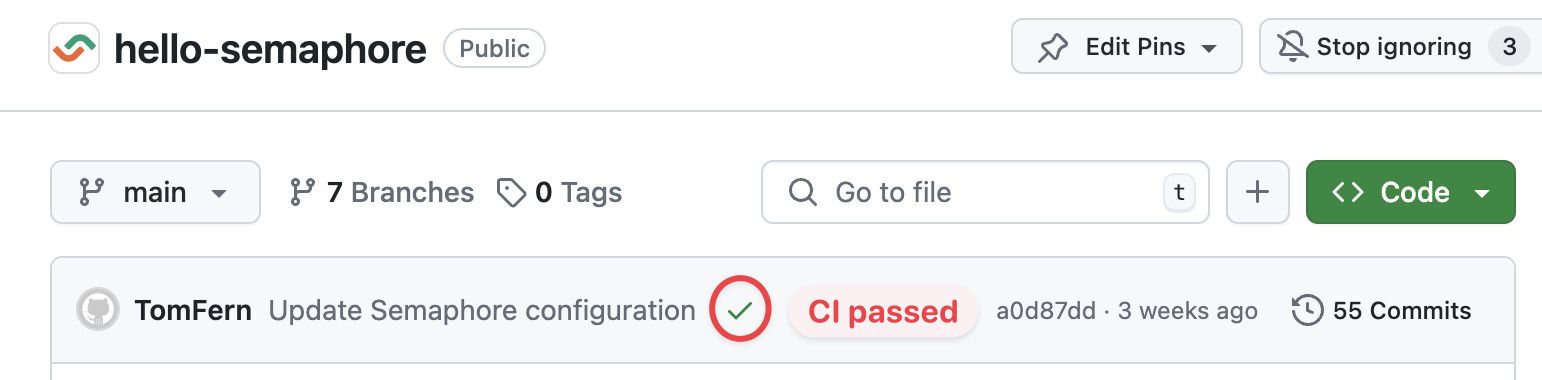 hello-semaphore Public Edit Pins Stop ignoring 3
main 7 Branches 0 Tags Go to file t Code
TomFern Update Semaphore configuration CI passed a0d87dd · 3 weeks ago 55 Commits